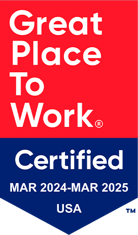 Great
Place
To
Work®
Certified
MAR 2024-MAR 2025
USA
™